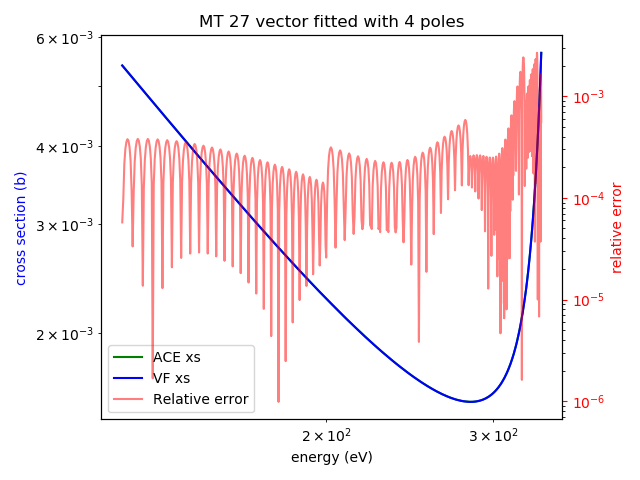 MT 27 vector fitted with 4 poles
6 × 10⁻³
4 × 10⁻³
3 × 10⁻³
2 × 10⁻³
cross section (b)
10⁻³
10⁻⁴
10⁻⁵
10⁻⁶
relative error
ACE xs
VF xs
Relative error
2 × 10² 3 × 10²
energy (eV)